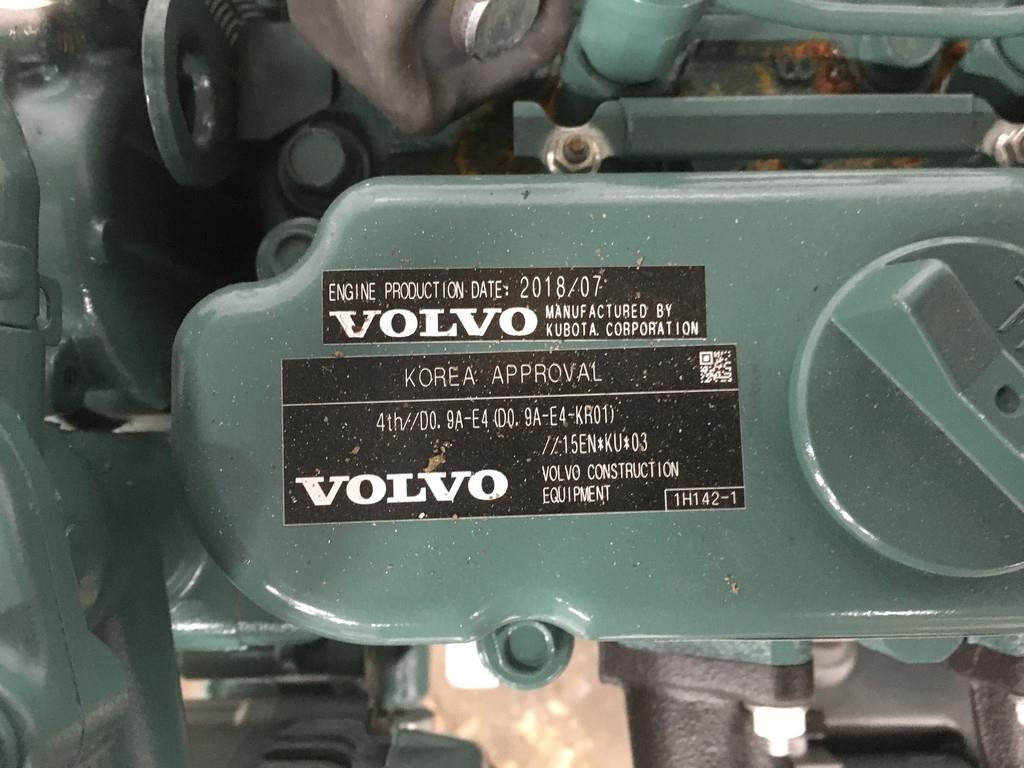 ENGINE PRODUCTION DATE: 2018/07
VOLVO
MANUFACTURED BY
KUBOTA CORPORATION
KOREA APPROVAL
4th//D0.9A-E4(D0.9A-E4-KR01)
//15EN*KU*03
VOLVO
VOLVO CONSTRUCTION
EQUIPMENT
1H142-1